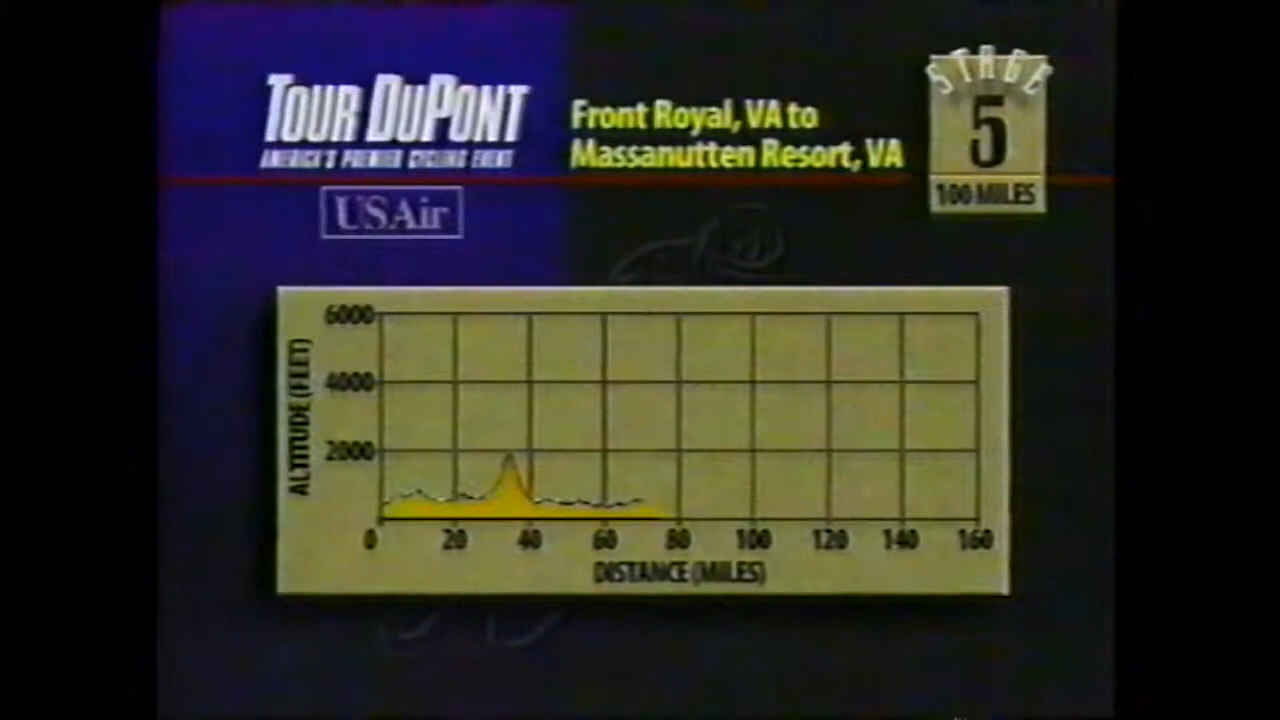 TOUR DUPONT
AMERICA'S PREMIER CYCLING EVENT
USAir
Front Royal, VA to
Massanutten Resort, VA
STAGE
5
100 MILES
ALTITUDE (FEET)
6000
4000
2000
0 20 40 60 80 100 120 140 160
DISTANCE (MILES)